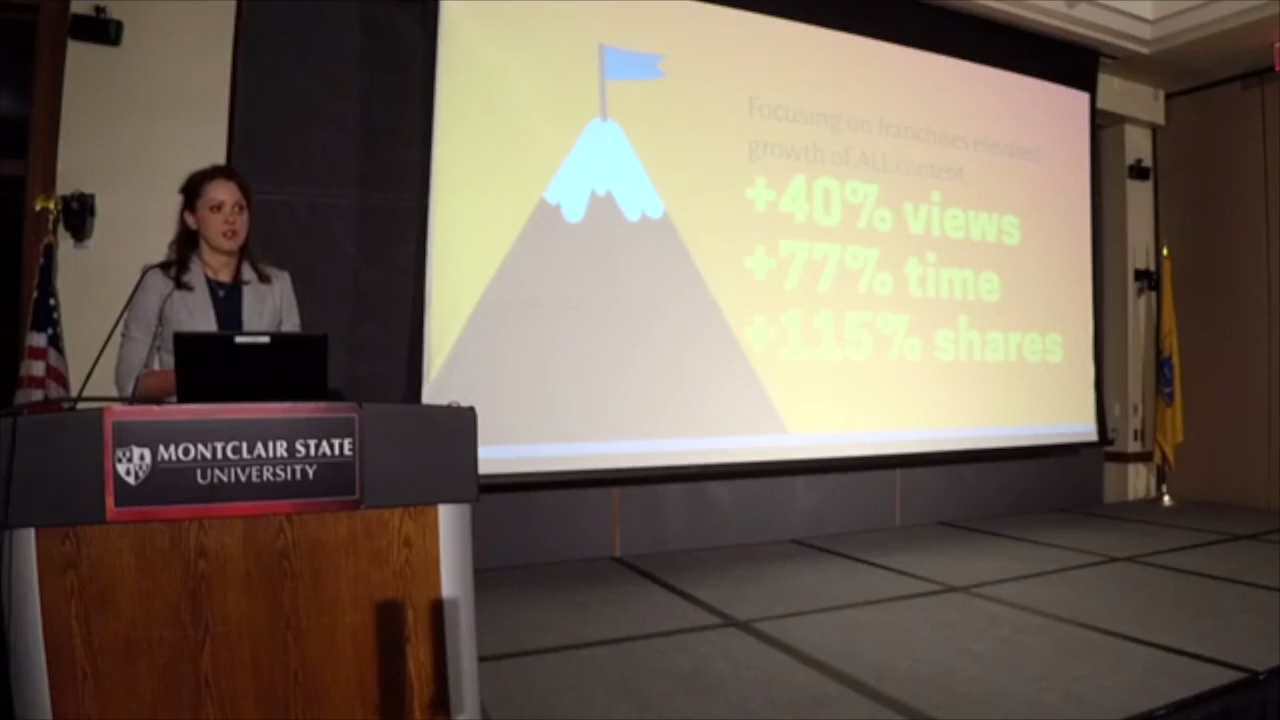 Focusing on franchises elevated
growth of ALL content
+40% views
+77% time
+115% shares
MONTCLAIR STATE
UNIVERSITY